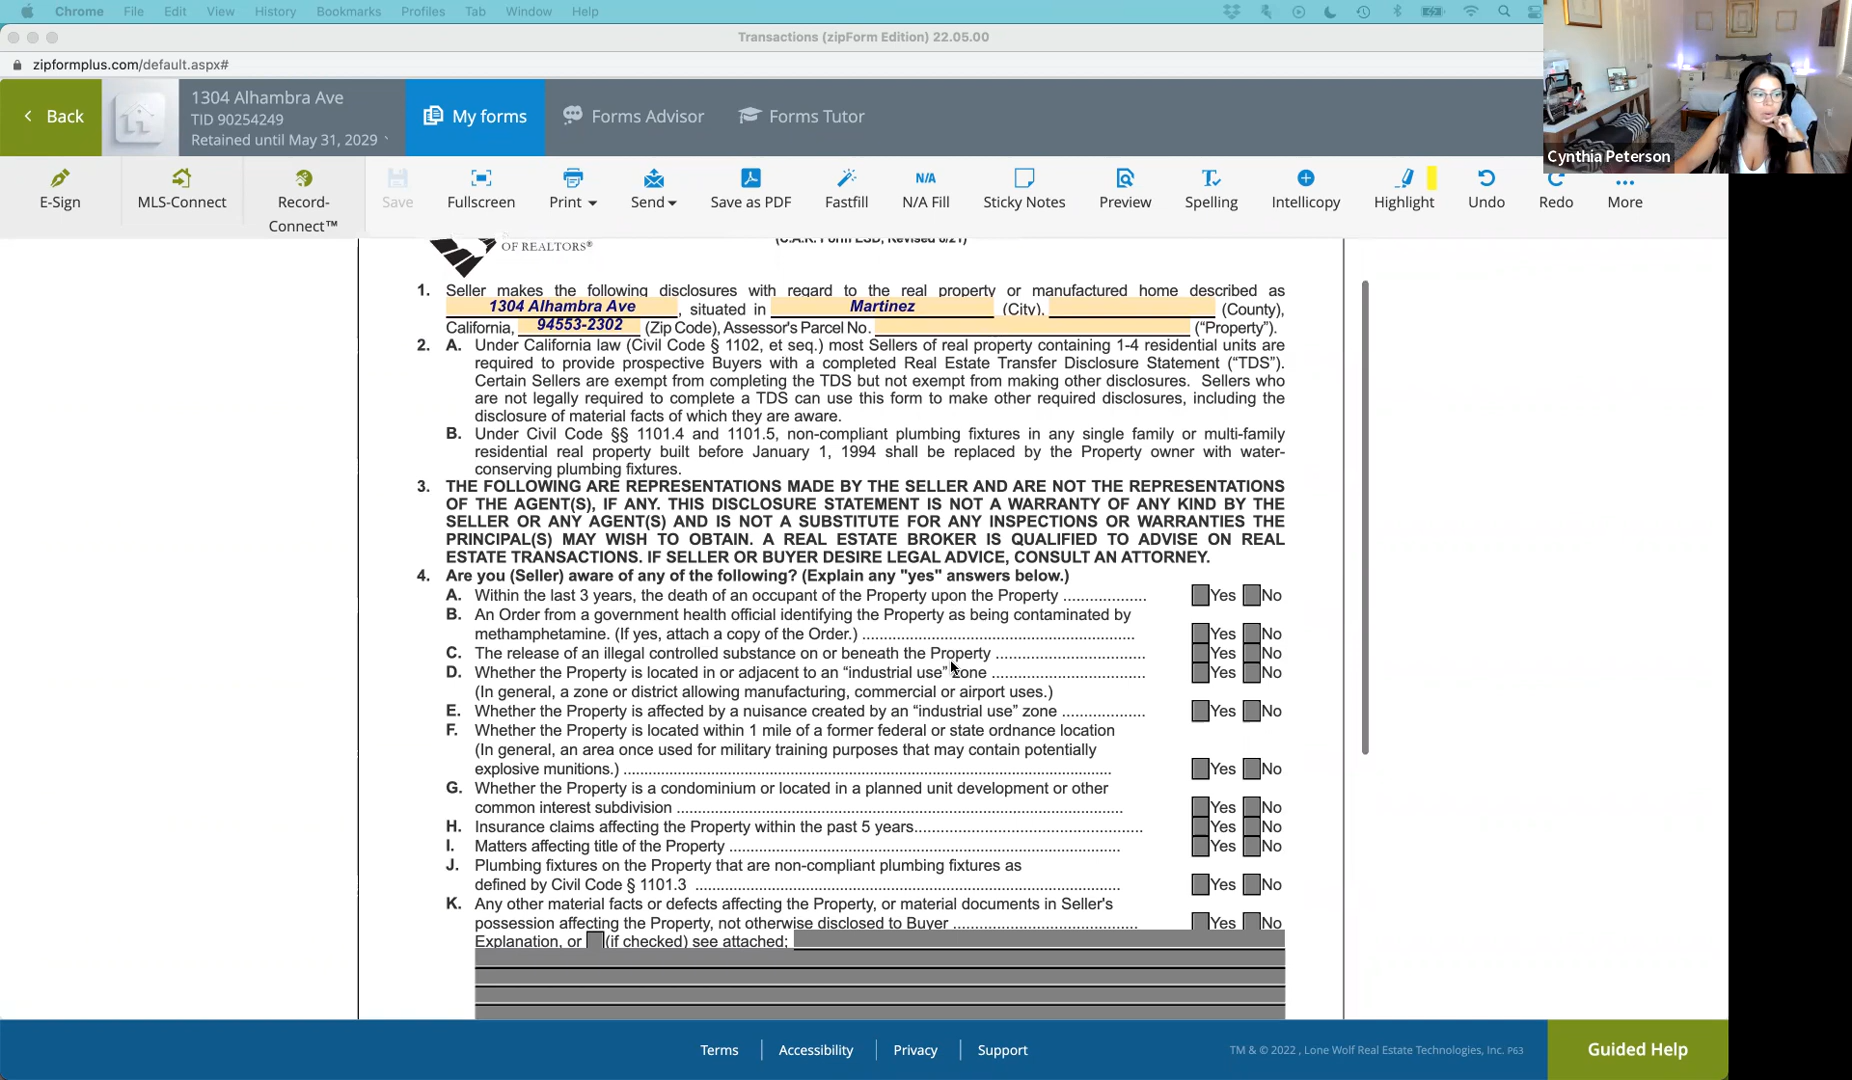 Chrome File Edit View History Bookmarks Profiles Tab Window Help
Transactions (zipForm Edition) 22.05.00
zipformplus.com/default.aspx#
Back
1304 Alhambra Ave
TID 90254249
Retained until May 31, 2029
My forms
Forms Advisor
Forms Tutor
Cynthia Peterson
E-Sign
MLS-Connect
Record-
Connect™
Save
Fullscreen
Print
Send
Save as PDF
Fastfill
N/A
N/A Fill
Sticky Notes
Preview
Spelling
Intellicopy
Highlight
Undo
Redo
More
OF REALTORS®
(C.A.R. Form ESD, Revised 6/21)
1. Seller makes the following disclosures with regard to the real property or manufactured home described as
1304 Alhambra Ave, situated in Martinez (City), (County),
California, 94553-2302 (Zip Code), Assessor's Parcel No. (“Property”).
2. A. Under California law (Civil Code § 1102, et seq.) most Sellers of real property containing 1-4 residential units are
required to provide prospective Buyers with a completed Real Estate Transfer Disclosure Statement (“TDS”).
Certain Sellers are exempt from completing the TDS but not exempt from making other disclosures. Sellers who
are not legally required to complete a TDS can use this form to make other required disclosures, including the
disclosure of material facts of which they are aware.
B. Under Civil Code §§ 1101.4 and 1101.5, non-compliant plumbing fixtures in any single family or multi-family
residential real property built before January 1, 1994 shall be replaced by the Property owner with water-
conserving plumbing fixtures.
3. THE FOLLOWING ARE REPRESENTATIONS MADE BY THE SELLER AND ARE NOT THE REPRESENTATIONS
OF THE AGENT(S), IF ANY. THIS DISCLOSURE STATEMENT IS NOT A WARRANTY OF ANY KIND BY THE
SELLER OR ANY AGENT(S) AND IS NOT A SUBSTITUTE FOR ANY INSPECTIONS OR WARRANTIES THE
PRINCIPAL(S) MAY WISH TO OBTAIN. A REAL ESTATE BROKER IS QUALIFIED TO ADVISE ON REAL
ESTATE TRANSACTIONS. IF SELLER OR BUYER DESIRE LEGAL ADVICE, CONSULT AN ATTORNEY.
4. Are you (Seller) aware of any of the following? (Explain any "yes" answers below.)
A. Within the last 3 years, the death of an occupant of the Property upon the Property ................... Yes No
B. An Order from a government health official identifying the Property as being contaminated by
methamphetamine. (If yes, attach a copy of the Order.) ............................................................... Yes No
C. The release of an illegal controlled substance on or beneath the Property ................................... Yes No
D. Whether the Property is located in or adjacent to an “industrial use” zone .................................... Yes No
(In general, a zone or district allowing manufacturing, commercial or airport uses.)
E. Whether the Property is affected by a nuisance created by an “industrial use” zone ................... Yes No
F. Whether the Property is located within 1 mile of a former federal or state ordnance location
(In general, an area once used for military training purposes that may contain potentially
explosive munitions.) ................................................................................................................. Yes No
G. Whether the Property is a condominium or located in a planned unit development or other
common interest subdivision ........................................................................................................ Yes No
H. Insurance claims affecting the Property within the past 5 years..................................................... Yes No
I. Matters affecting title of the Property ........................................................................................... Yes No
J. Plumbing fixtures on the Property that are non-compliant plumbing fixtures as
defined by Civil Code § 1101.3 ................................................................................................... Yes No
K. Any other material facts or defects affecting the Property, or material documents in Seller's
possession affecting the Property, not otherwise disclosed to Buyer ........................................... Yes No
Explanation, or (if checked) see attached;
Terms Accessibility Privacy Support
TM & © 2022 , Lone Wolf Real Estate Technologies, Inc. P63
Guided Help